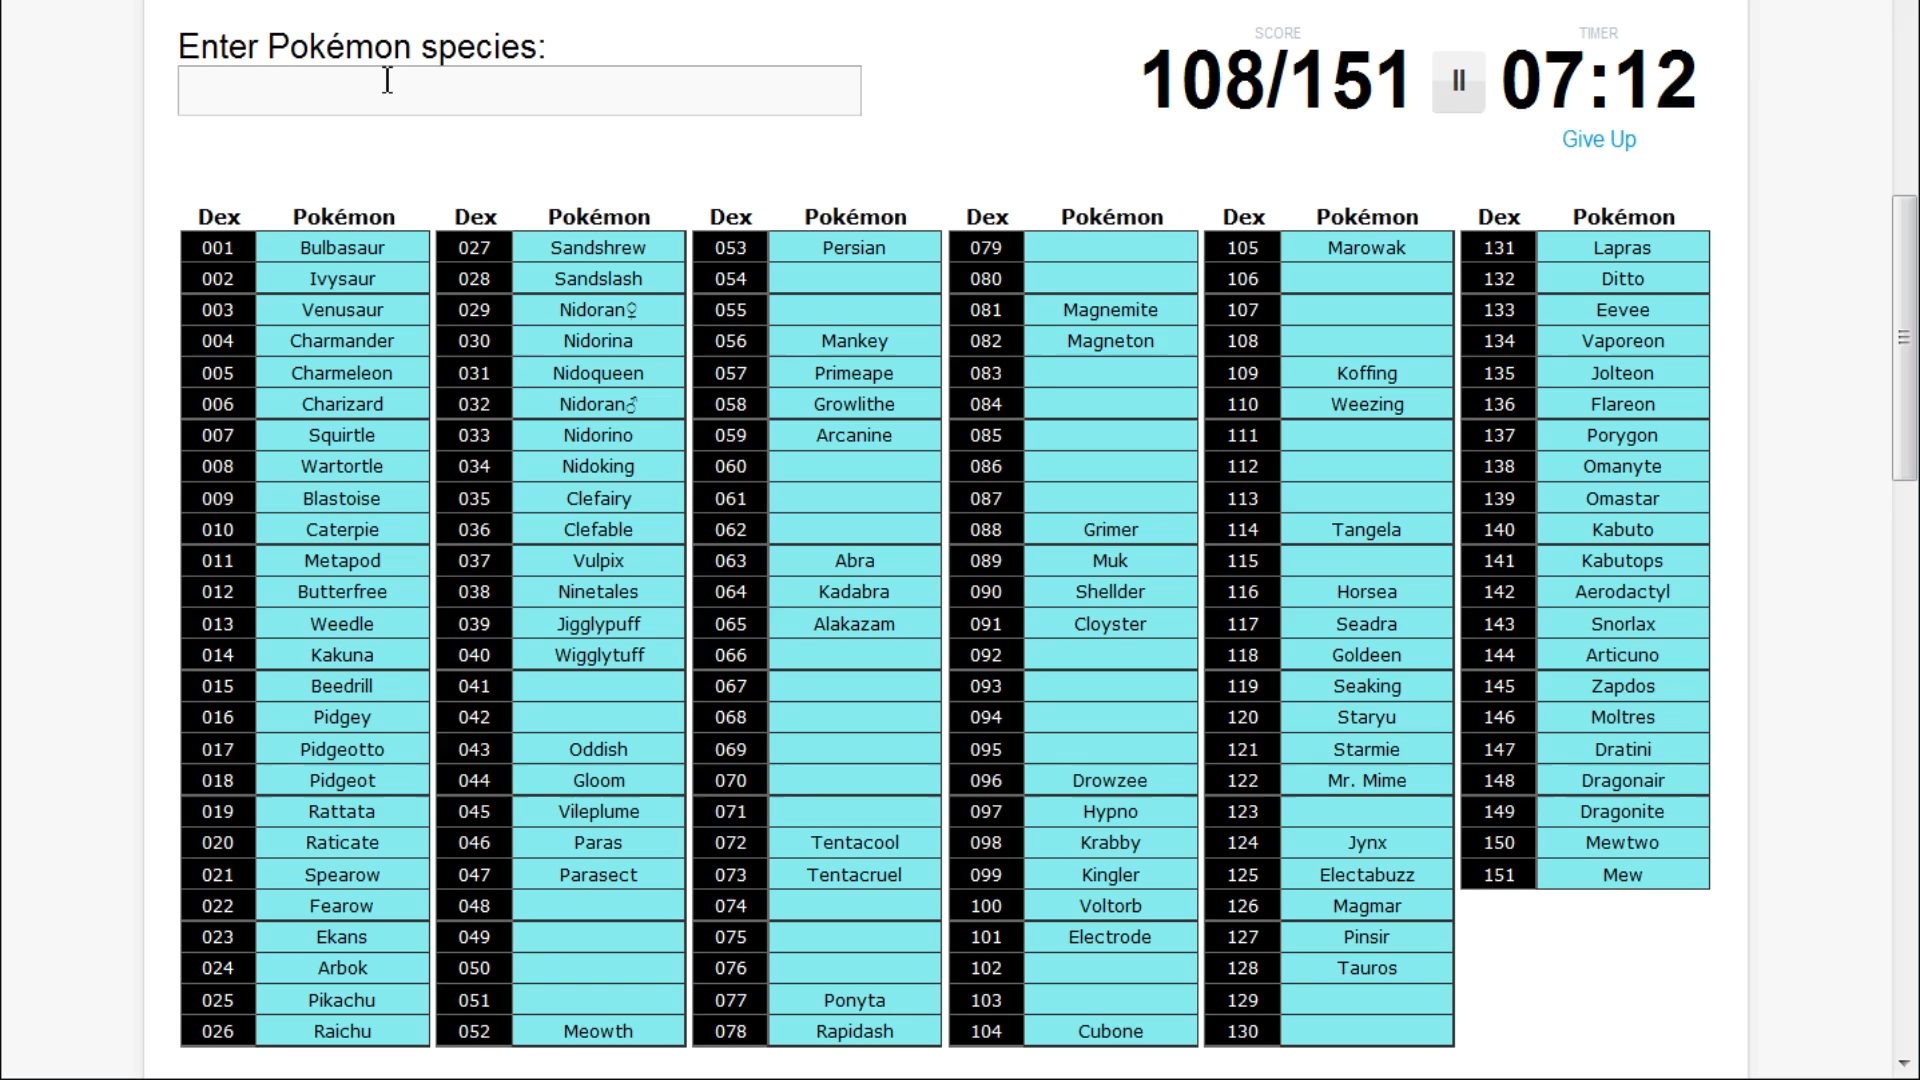 Enter Pokémon species:
SCORE
TIMER
108/151
07:12
Give Up
Dex Pokémon Dex Pokémon Dex Pokémon Dex Pokémon Dex Pokémon Dex Pokémon
001 Bulbasaur 027 Sandshrew 053 Persian 079 105 Marowak 131 Lapras
002 Ivysaur 028 Sandslash 054 080 106 132 Ditto
003 Venusaur 029 Nidoran♀ 055 081 Magnemite 107 133 Eevee
004 Charmander 030 Nidorina 056 Mankey 082 Magneton 108 134 Vaporeon
005 Charmeleon 031 Nidoqueen 057 Primeape 083 109 Koffing 135 Jolteon
006 Charizard 032 Nidoran♂ 058 Growlithe 084 110 Weezing 136 Flareon
007 Squirtle 033 Nidorino 059 Arcanine 085 111 137 Porygon
008 Wartortle 034 Nidoking 060 086 112 138 Omanyte
009 Blastoise 035 Clefairy 061 087 113 139 Omastar
010 Caterpie 036 Clefable 062 088 Grimer 114 Tangela 140 Kabuto
011 Metapod 037 Vulpix 063 Abra 089 Muk 115 141 Kabutops
012 Butterfree 038 Ninetales 064 Kadabra 090 Shellder 116 Horsea 142 Aerodactyl
013 Weedle 039 Jigglypuff 065 Alakazam 091 Cloyster 117 Seadra 143 Snorlax
014 Kakuna 040 Wigglytuff 066 092 118 Goldeen 144 Articuno
015 Beedrill 041 067 093 119 Seaking 145 Zapdos
016 Pidgey 042 068 094 120 Staryu 146 Moltres
017 Pidgeotto 043 Oddish 069 095 121 Starmie 147 Dratini
018 Pidgeot 044 Gloom 070 096 Drowzee 122 Mr. Mime 148 Dragonair
019 Rattata 045 Vileplume 071 097 Hypno 123 149 Dragonite
020 Raticate 046 Paras 072 Tentacool 098 Krabby 124 Jynx 150 Mewtwo
021 Spearow 047 Parasect 073 Tentacruel 099 Kingler 125 Electabuzz 151 Mew
022 Fearow 048 074 100 Voltorb 126 Magmar
023 Ekans 049 075 101 Electrode 127 Pinsir
024 Arbok 050 076 102 128 Tauros
025 Pikachu 051 077 Ponyta 103 129
026 Raichu 052 Meowth 078 Rapidash 104 Cubone 130